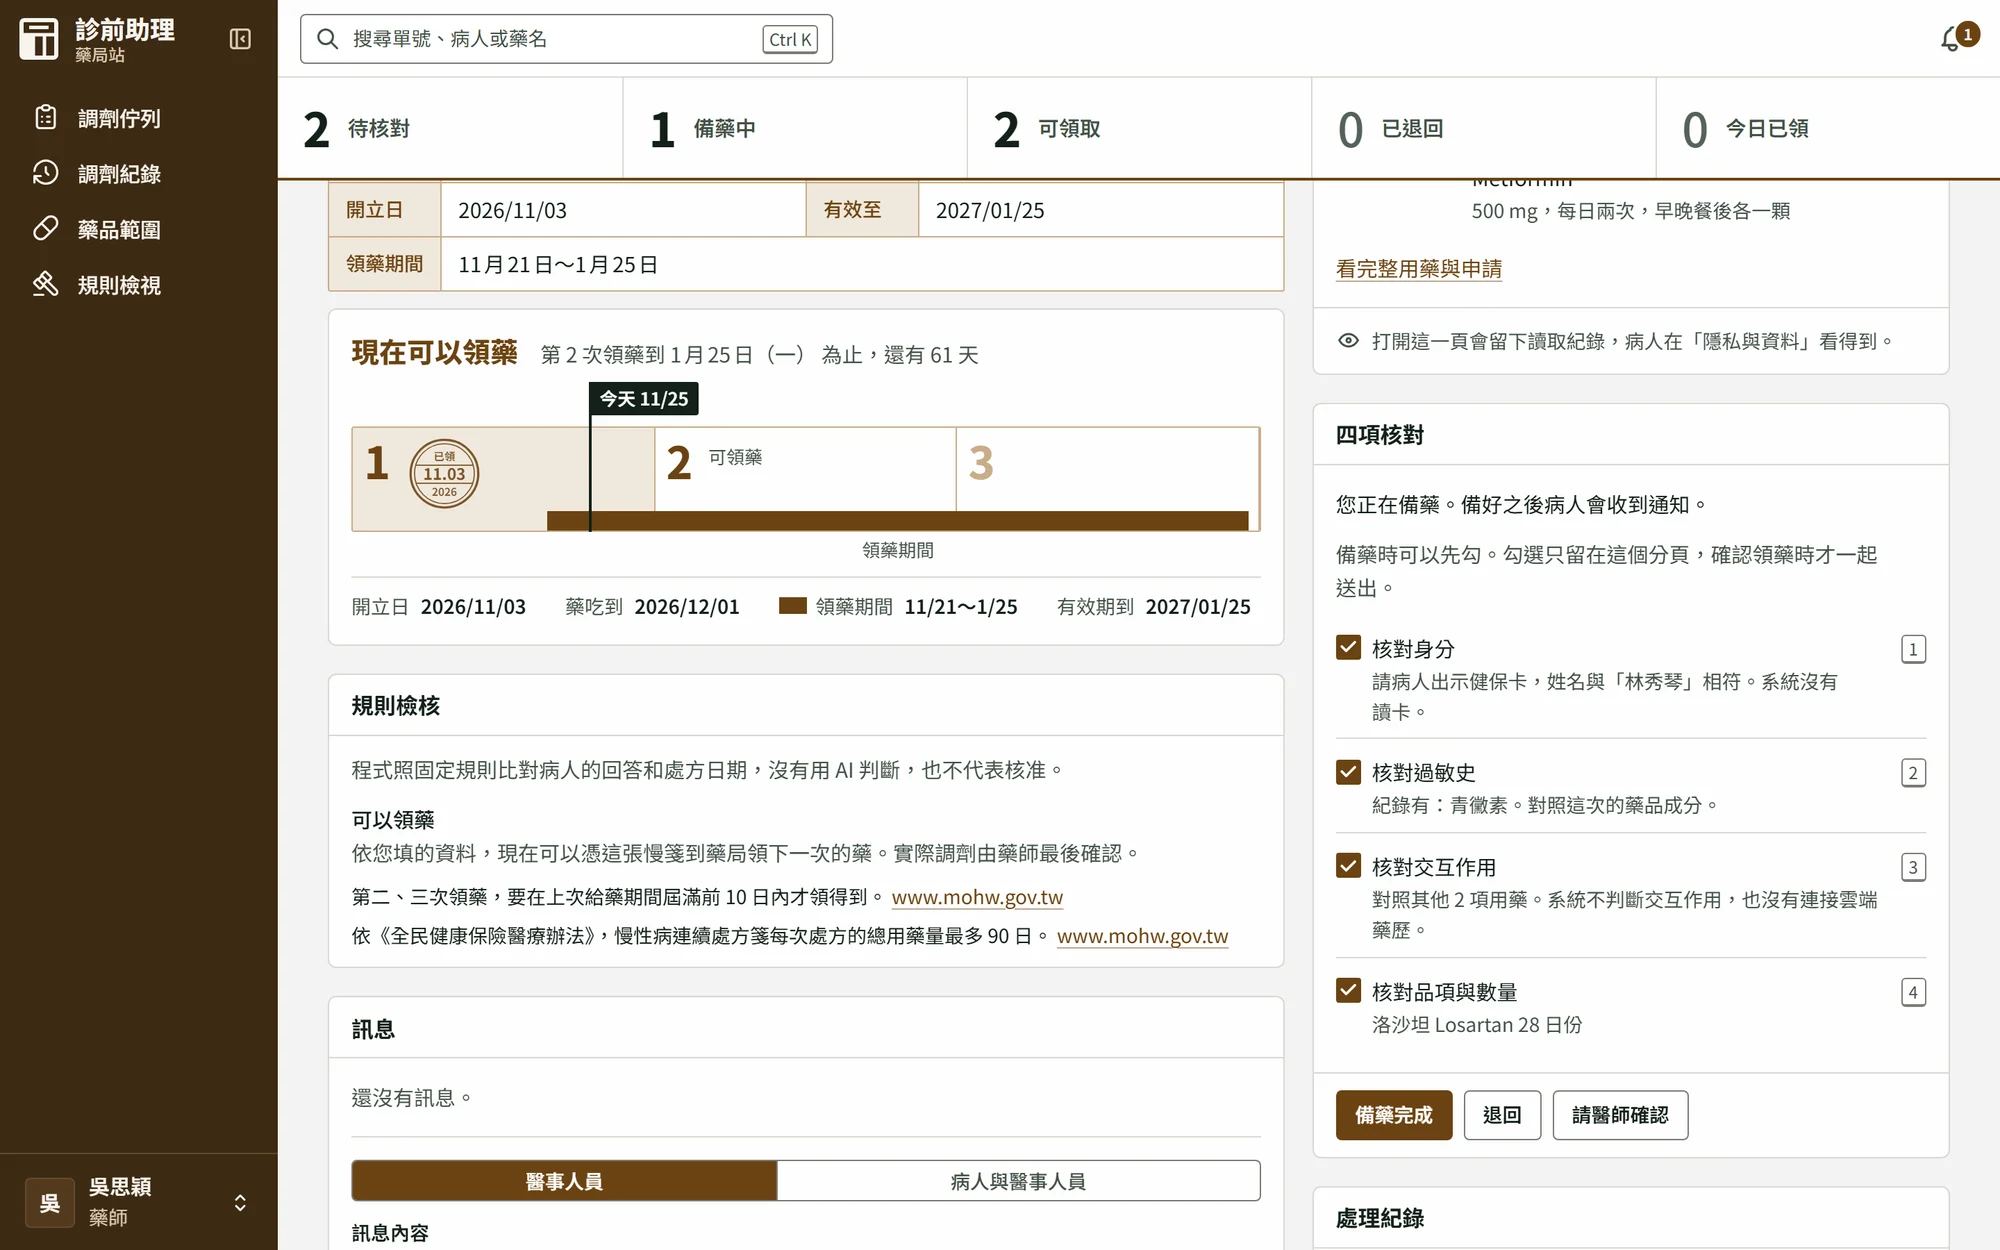 診前助理
藥局站
調劑佇列
調劑紀錄
藥品範圍
規則檢視
吳
吳思穎
藥師
搜尋單號、病人或藥名
Ctrl K
1
2 待核對
1 備藥中
2 可領取
0 已退回
0 今日已領
開立日 2026/11/03 有效至 2027/01/25
領藥期間 11月21日～1月25日
現在可以領藥 第 2 次領藥到 1月25日（一） 為止，還有 61 天
今天 11/25
1
已領
11.03
2026
2 可領藥
3
領藥期間
開立日 2026/11/03 藥吃到 2026/12/01 領藥期間 11/21～1/25 有效期到 2027/01/25
規則檢核
程式照固定規則比對病人的回答和處方日期，沒有用 AI 判斷，也不代表核准。
可以領藥
依您填的資料，現在可以憑這張慢箋到藥局領下一次的藥。實際調劑由藥師最後確認。
第二、三次領藥，要在上次給藥期間屆滿前 10 日內才領得到。 www.mohw.gov.tw
依《全民健康保險醫療辦法》，慢性病連續處方箋每次處方的總用藥量最多 90 日。 www.mohw.gov.tw
訊息
還沒有訊息。
醫事人員 病人與醫事人員
訊息內容
Metformin
500 mg，每日兩次，早晚餐後各一顆
看完整用藥與申請
打開這一頁會留下讀取紀錄，病人在「隱私與資料」看得到。
四項核對
您正在備藥。備好之後病人會收到通知。
備藥時可以先勾。勾選只留在這個分頁，確認領藥時才一起
送出。
核對身分 1
請病人出示健保卡，姓名與「林秀琴」相符。系統沒有
讀卡。
核對過敏史 2
紀錄有：青黴素。對照這次的藥品成分。
核對交互作用 3
對照其他 2 項用藥。系統不判斷交互作用，也沒有連接雲端
藥歷。
核對品項與數量 4
洛沙坦 Losartan 28 日份
備藥完成 退回 請醫師確認
處理紀錄